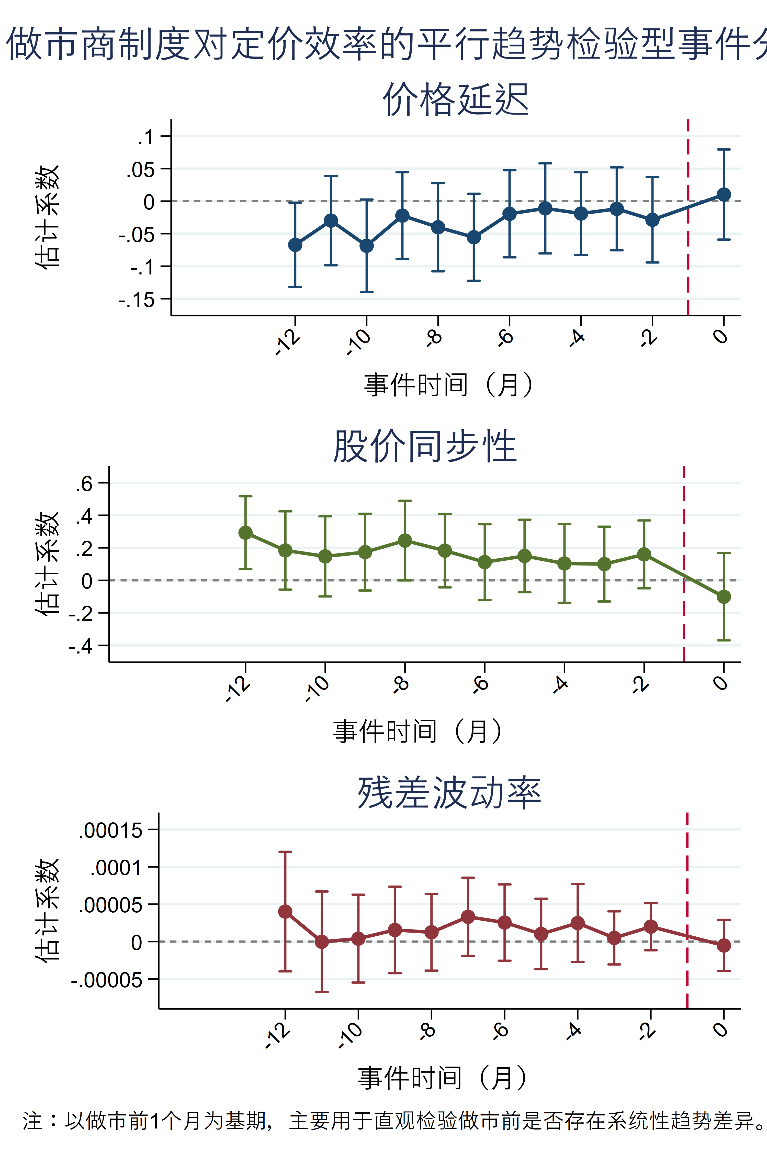 做市商制度对定价效率的平行趋势检验型事件分
价格延迟
.1
.05
0
-.05
-.1
-.15
估计系数
-12 -10 -8 -6 -4 -2 0
事件时间（月）
股价同步性
.6
.4
.2
0
-.2
-.4
估计系数
-12 -10 -8 -6 -4 -2 0
事件时间（月）
残差波动率
.00015
.0001
.00005
0
-.00005
估计系数
-12 -10 -8 -6 -4 -2 0
事件时间（月）
注：以做市前1个月为基期，主要用于直观检验做市前是否存在系统性趋势差异。